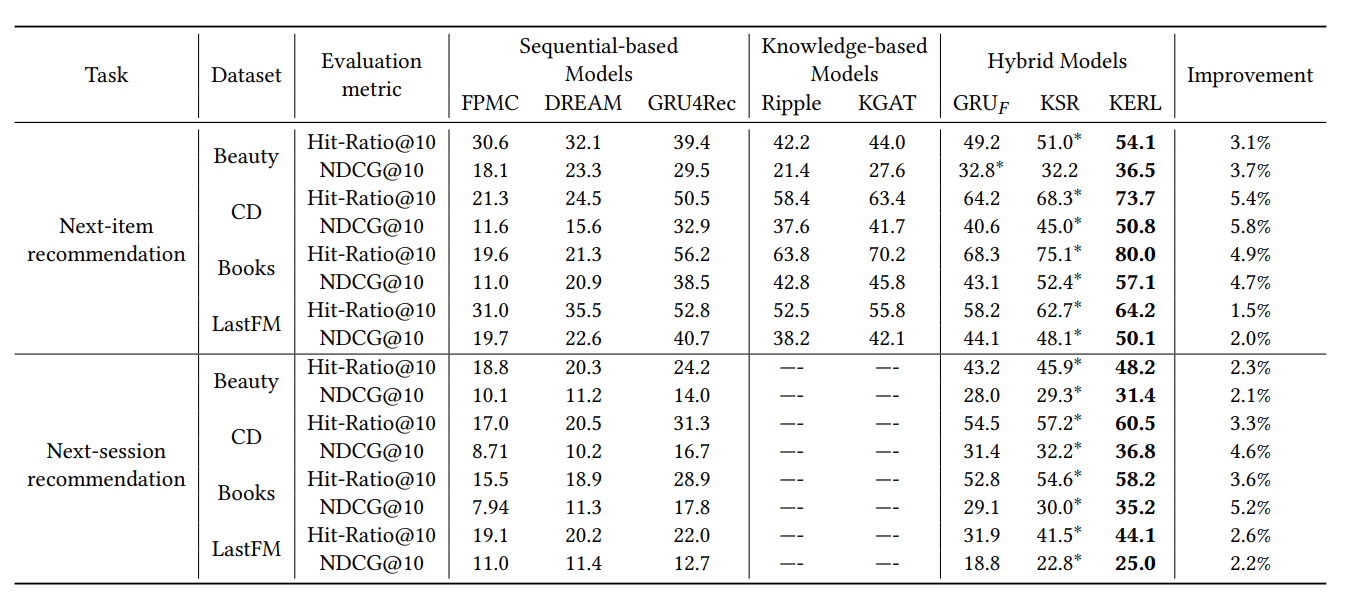 Task Dataset Evaluation metric Sequential-based Models Knowledge-based Models Hybrid Models Improvement
FPMC DREAM GRU4Rec Ripple KGAT GRU_F KSR KERL
Next-item recommendation
Beauty Hit-Ratio@10 30.6 32.1 39.4 42.2 44.0 49.2 51.0* 54.1 3.1%
NDCG@10 18.1 23.3 29.5 21.4 27.6 32.8* 32.2 36.5 3.7%
CD Hit-Ratio@10 21.3 24.5 50.5 58.4 63.4 64.2 68.3* 73.7 5.4%
NDCG@10 11.6 15.6 32.9 37.6 41.7 40.6 45.0* 50.8 5.8%
Books Hit-Ratio@10 19.6 21.3 56.2 63.8 70.2 68.3 75.1* 80.0 4.9%
NDCG@10 11.0 20.9 38.5 42.8 45.8 43.1 52.4* 57.1 4.7%
LastFM Hit-Ratio@10 31.0 35.5 52.8 52.5 55.8 58.2 62.7* 64.2 1.5%
NDCG@10 19.7 22.6 40.7 38.2 42.1 44.1 48.1* 50.1 2.0%
Next-session recommendation
Beauty Hit-Ratio@10 18.8 20.3 24.2 —- —- 43.2 45.9* 48.2 2.3%
NDCG@10 10.1 11.2 14.0 —- —- 28.0 29.3* 31.4 2.1%
CD Hit-Ratio@10 17.0 20.5 31.3 —- —- 54.5 57.2* 60.5 3.3%
NDCG@10 8.71 10.2 16.7 —- —- 31.4 32.2* 36.8 4.6%
Books Hit-Ratio@10 15.5 18.9 28.9 —- —- 52.8 54.6* 58.2 3.6%
NDCG@10 7.94 11.3 17.8 —- —- 29.1 30.0* 35.2 5.2%
LastFM Hit-Ratio@10 19.1 20.2 22.0 —- —- 31.9 41.5* 44.1 2.6%
NDCG@10 11.0 11.4 12.7 —- —- 18.8 22.8* 25.0 2.2%